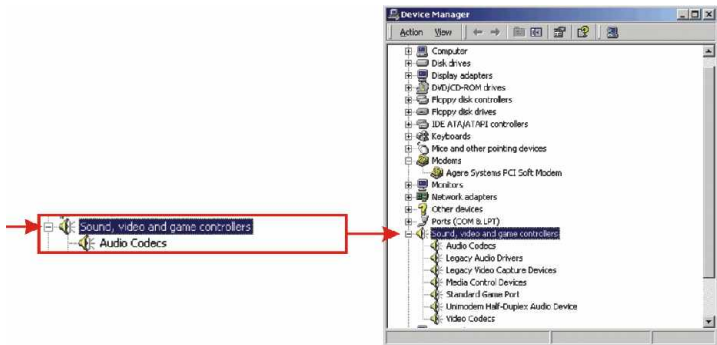 Device Manager
Action View
Computer
Disk drives
Display adapters
DVD/CD-ROM drives
Floppy disk controllers
Floppy disk drives
IDE ATA/ATAPI controllers
Keyboards
Mice and other pointing devices
Modems
Agere Systems PCI Soft Modem
Monitors
Network adapters
Other devices
Ports (COM & LPT)
Sound, video and game controllers
Audio Codecs
Legacy Audio Drivers
Legacy Video Capture Devices
Media Control Devices
Standard Game Port
Unimodem Half-Duplex Audio Device
Video Codecs
Sound, video and game controllers
Audio Codecs